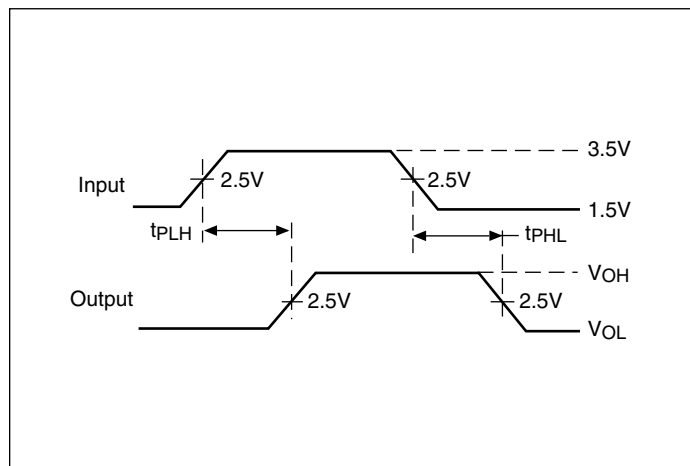 3.5V
Input 2.5V 2.5V
1.5V
tPLH tPHL
VOH
Output 2.5V 2.5V
VOL